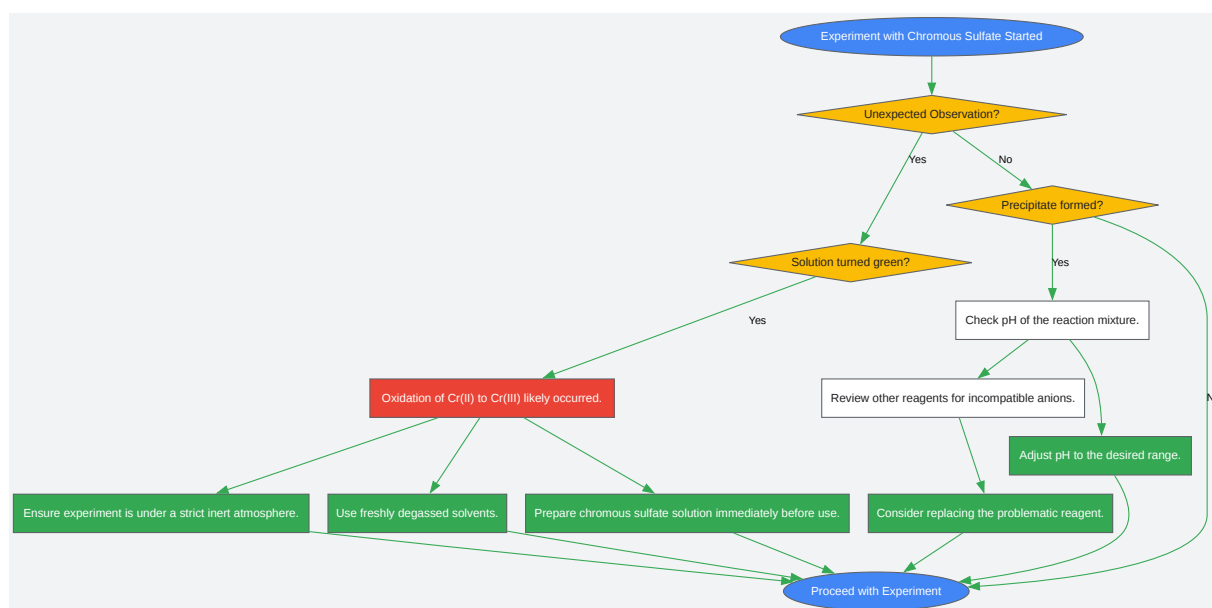 Experiment with Chromous Sulfate Started
Unexpected Observation?
Yes
No
Precipitate formed?
Solution turned green?
Yes
Yes
Check pH of the reaction mixture.
Oxidation of Cr(II) to Cr(III) likely occurred.
Review other reagents for incompatible anions.
Adjust pH to the desired range.
Ensure experiment is under a strict inert atmosphere.
Use freshly degassed solvents.
Prepare chromous sulfate solution immediately before use.
Consider replacing the problematic reagent.
Proceed with Experiment